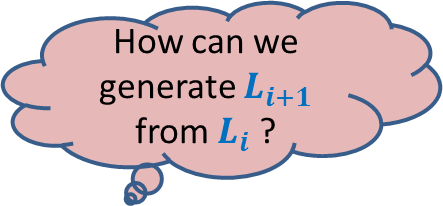 How can we
generate L_{i+1}
from L_i ?